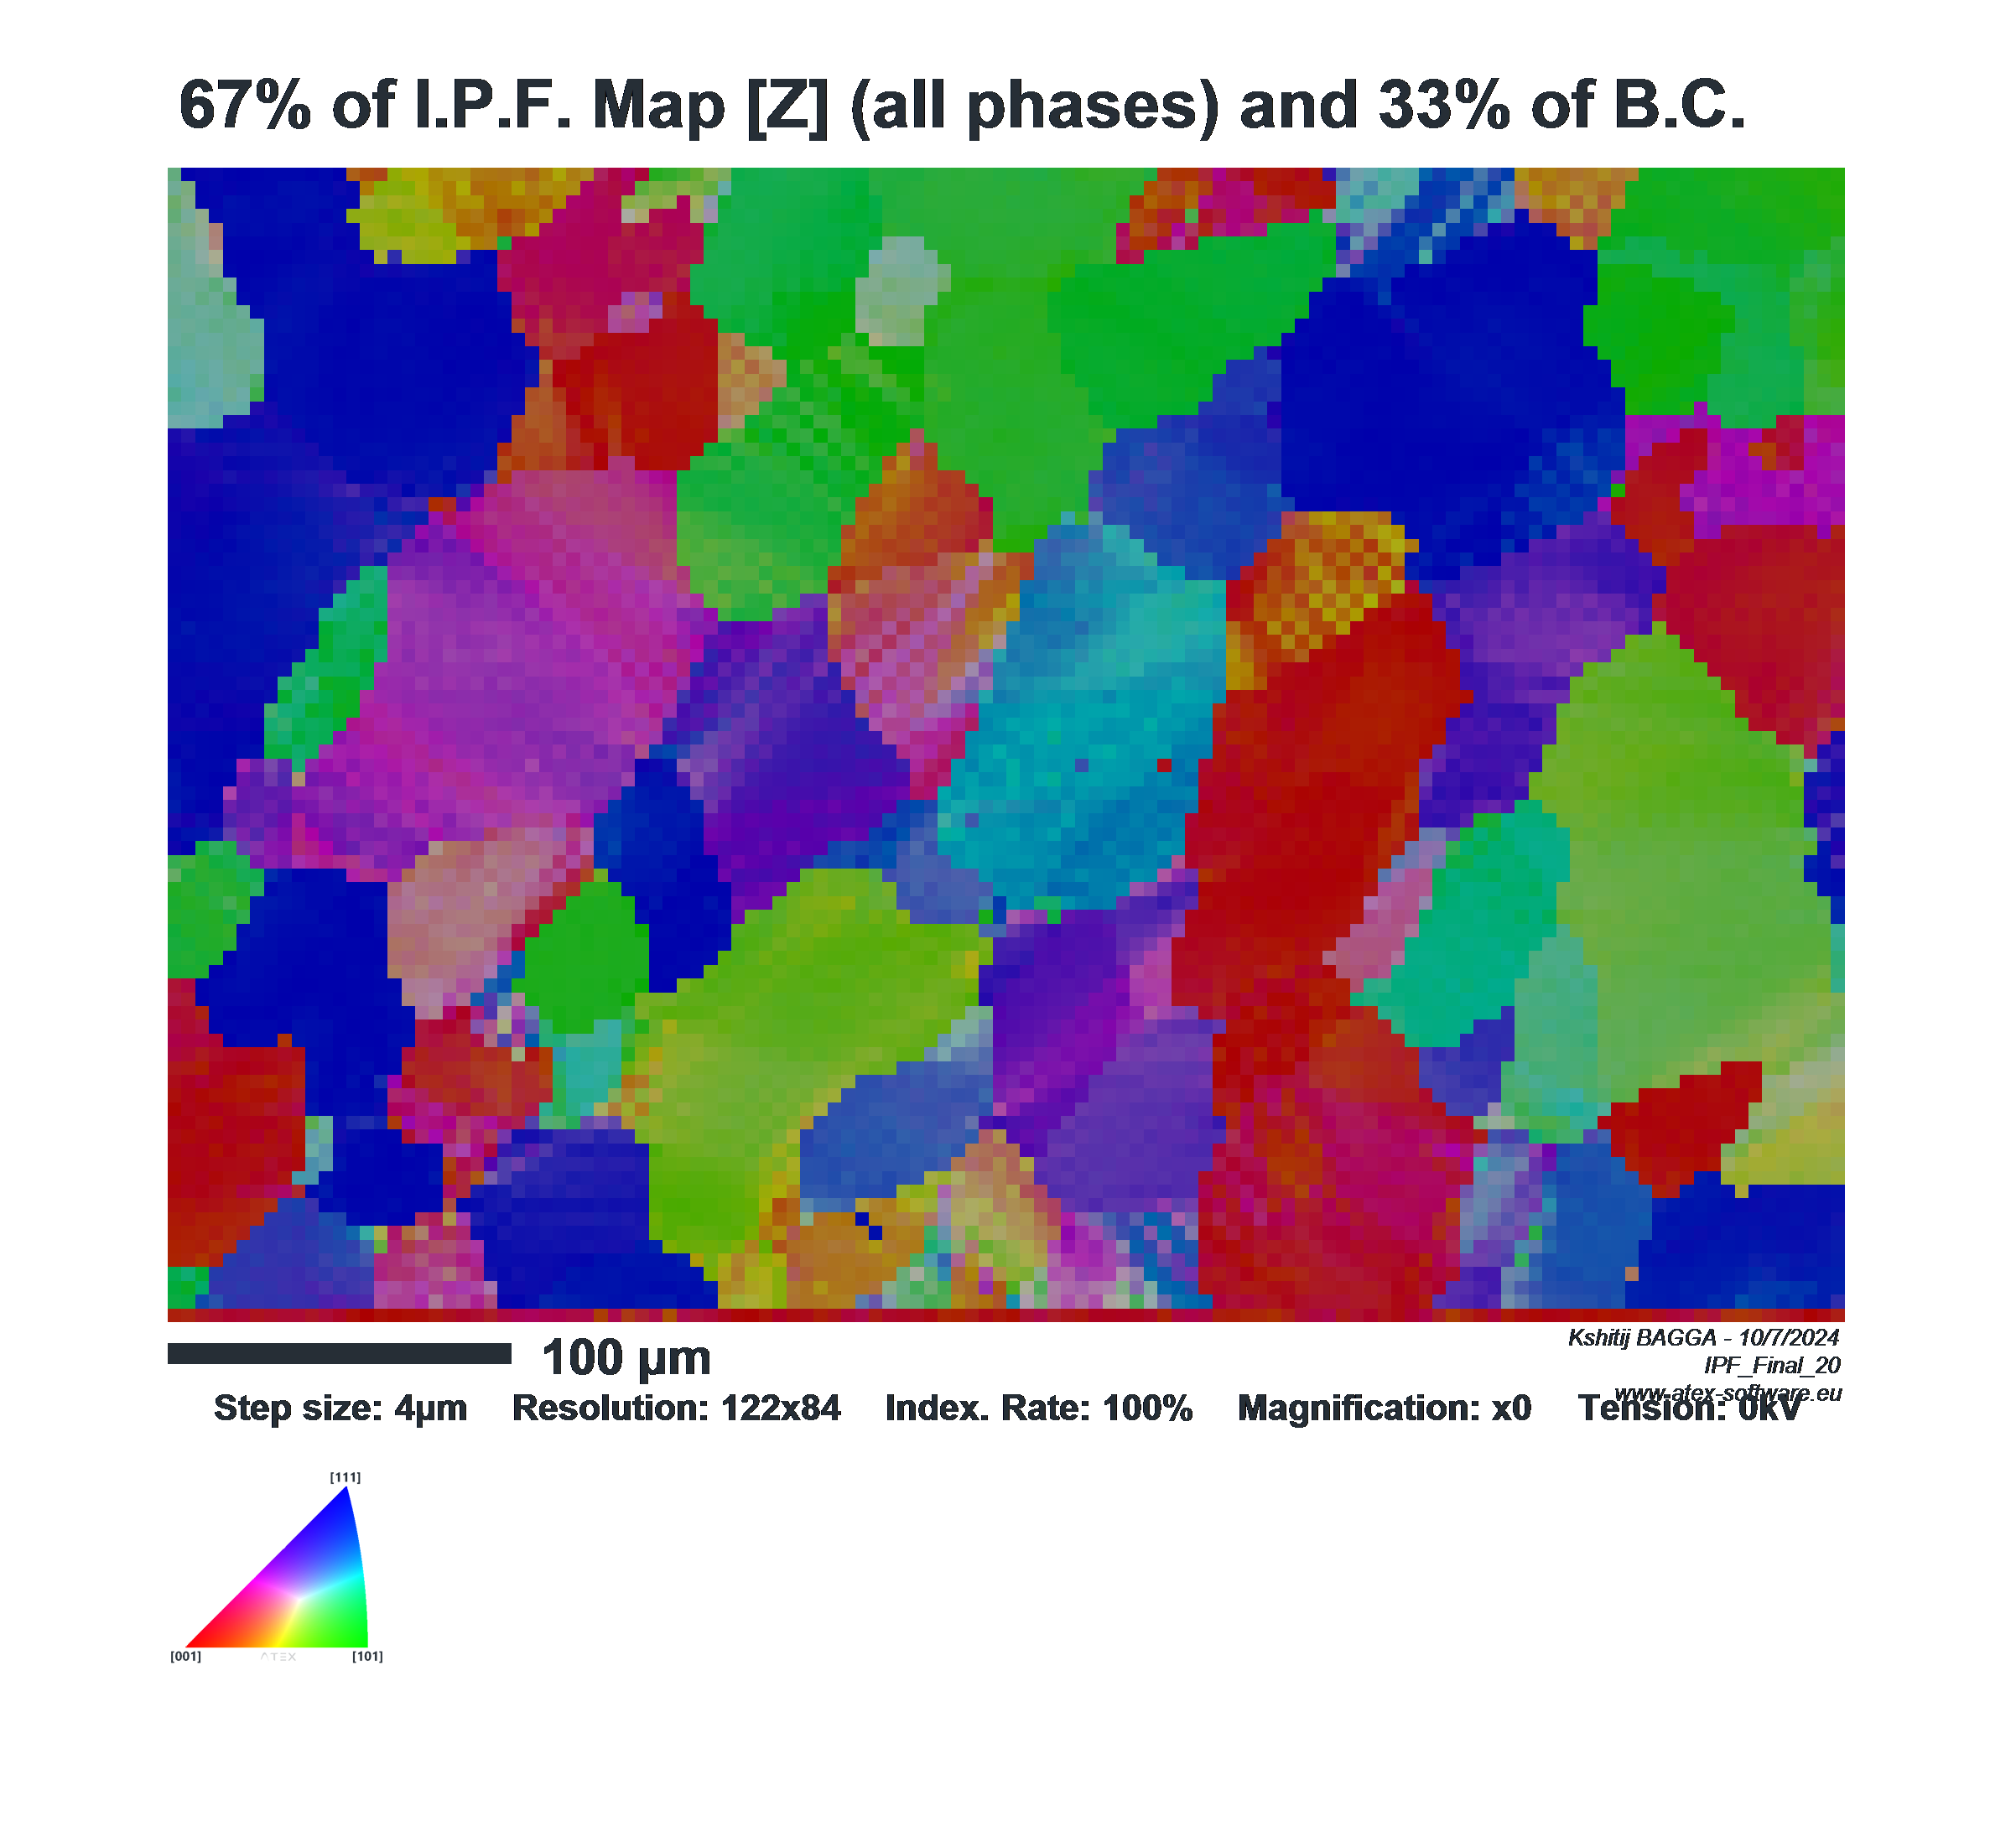 67% of I.P.F. Map [Z] (all phases) and 33% of B.C.
100 µm
Kshitij BAGGA - 10/7/2024
IPF_Final_20
www.atex-software.eu
Step size: 4µm Resolution: 122x84 Index. Rate: 100% Magnification: x0 Tension: 0kV
[111]
[001] ATEX [101]